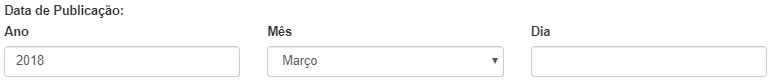 Data de Publicação:
Ano Mês Dia
2018 Março